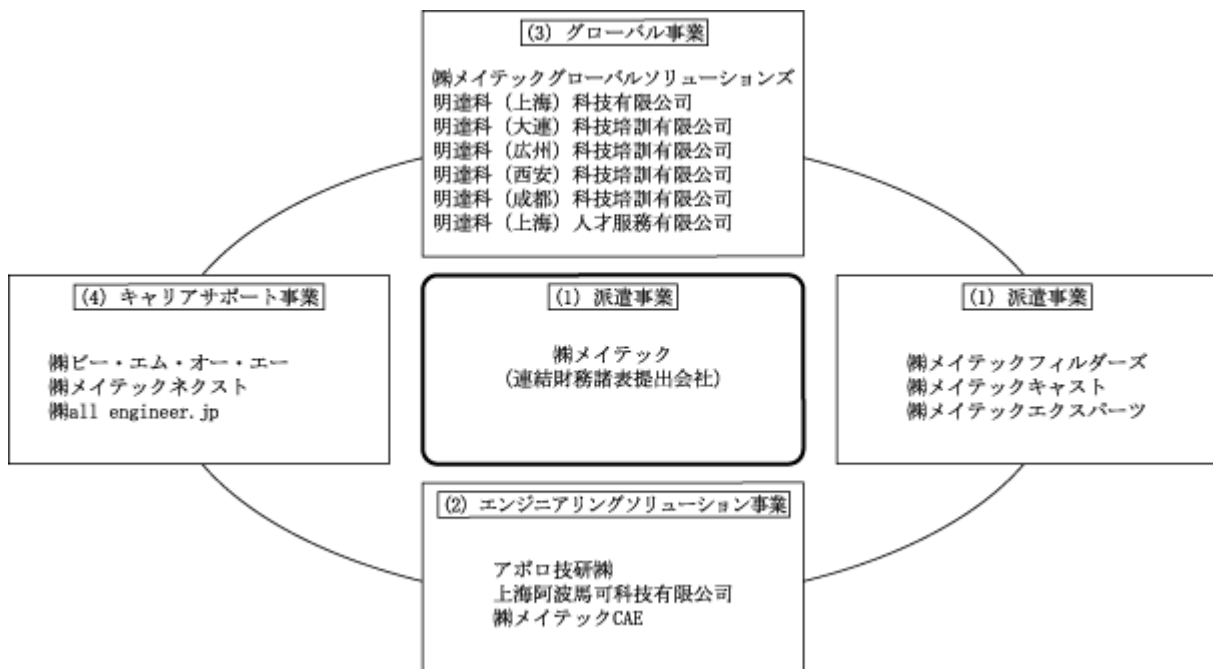 (3) グローバル事業
㈱メイテックグローバルソリューションズ
明達科（上海）科技有限公司
明達科（大連）科技培訓有限公司
明達科（広州）科技培訓有限公司
明達科（西安）科技培訓有限公司
明達科（成都）科技培訓有限公司
明達科（上海）人才服務有限公司
(4) キャリアサポート事業
㈱ビー・エム・オー・エー
㈱メイテックネクスト
㈱all engineer.jp
(1) 派遣事業
㈱メイテック
(連結財務諸表提出会社)
(1) 派遣事業
㈱メイテックフィルダーズ
㈱メイテックキャスト
㈱メイテックエクスパーツ
(2) エンジニアリングソリューション事業
アポロ技研㈱
上海阿波馬可科技有限公司
㈱メイテックCAE